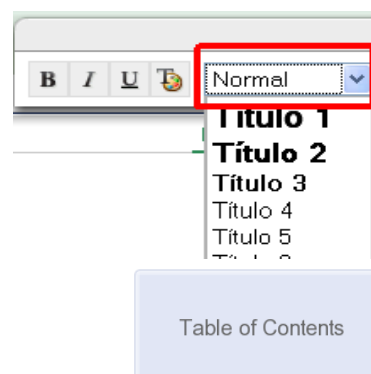 B I U T Normal
Título 1
Título 2
Título 3
Título 4
Título 5
Table of Contents